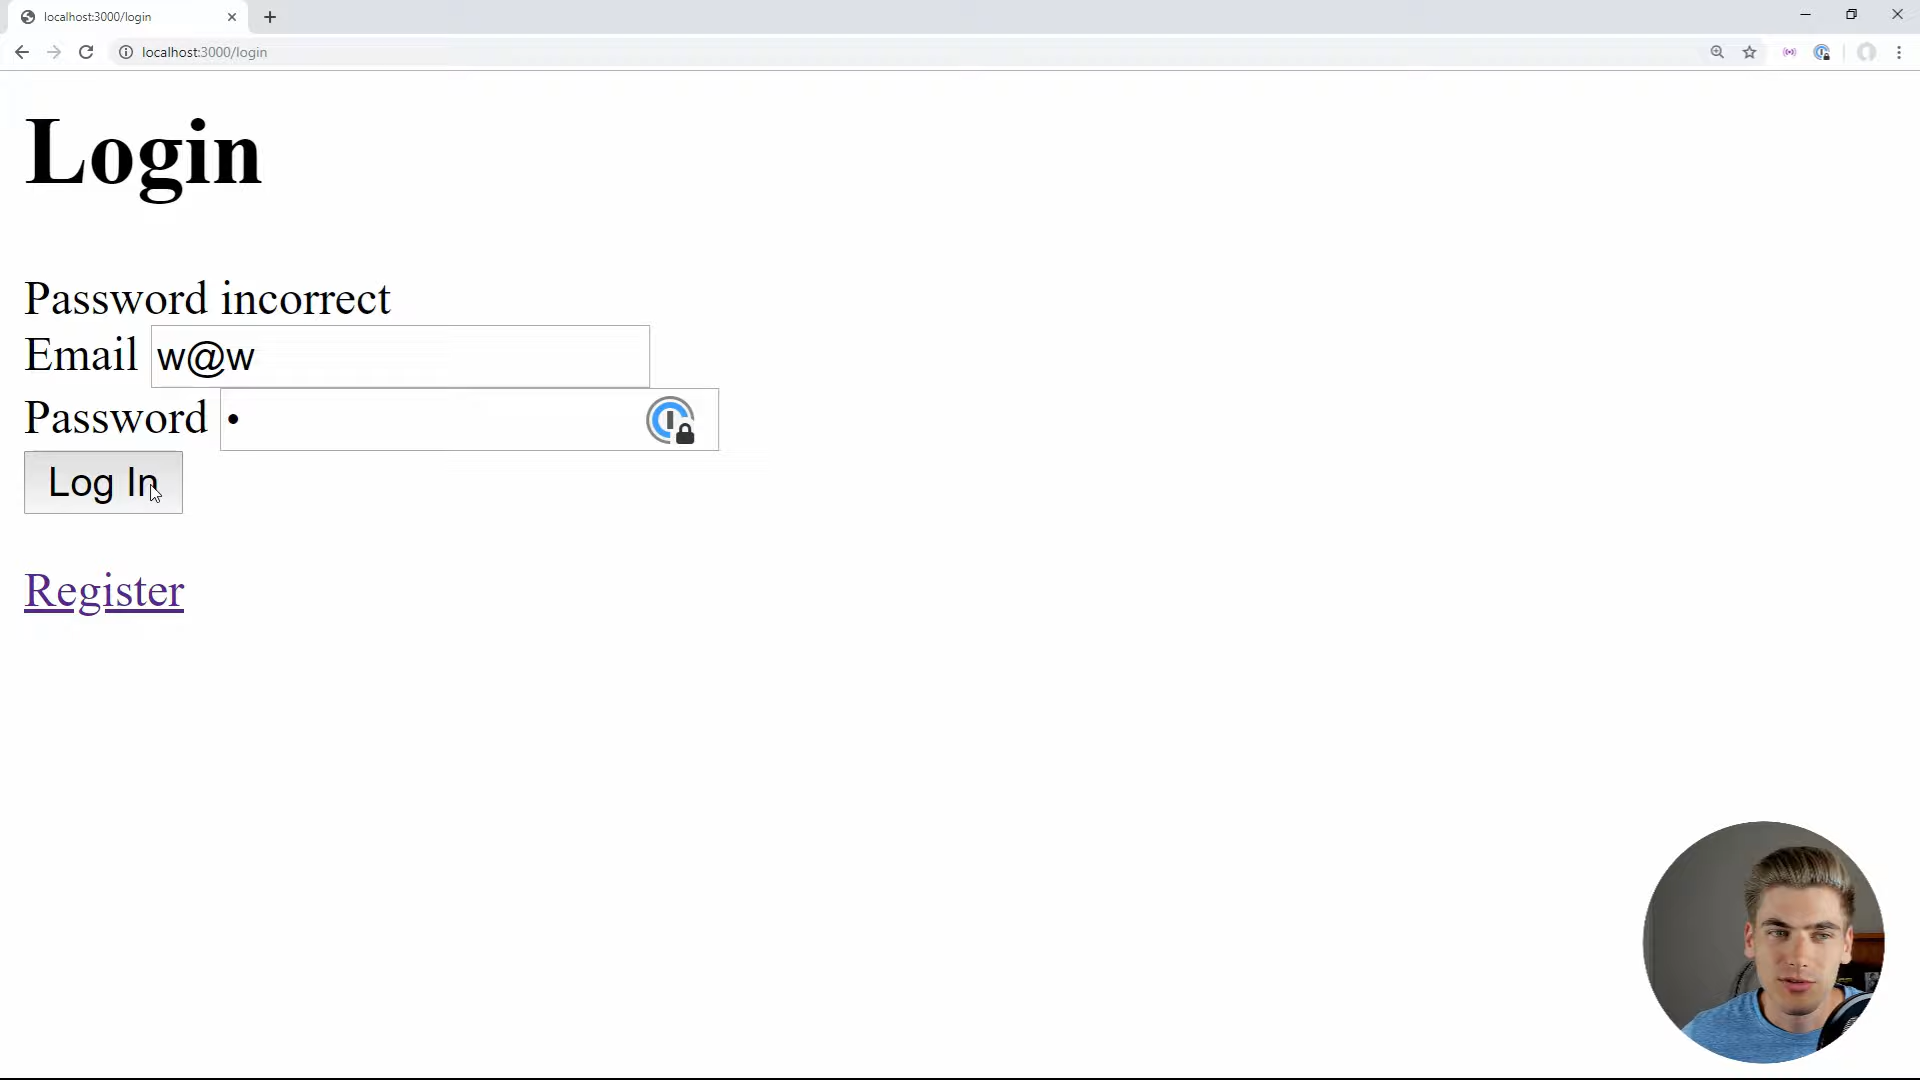 localhost:3000/login
localhost:3000/login
Login
Password incorrect
Email w@w
Password •
Log In
Register